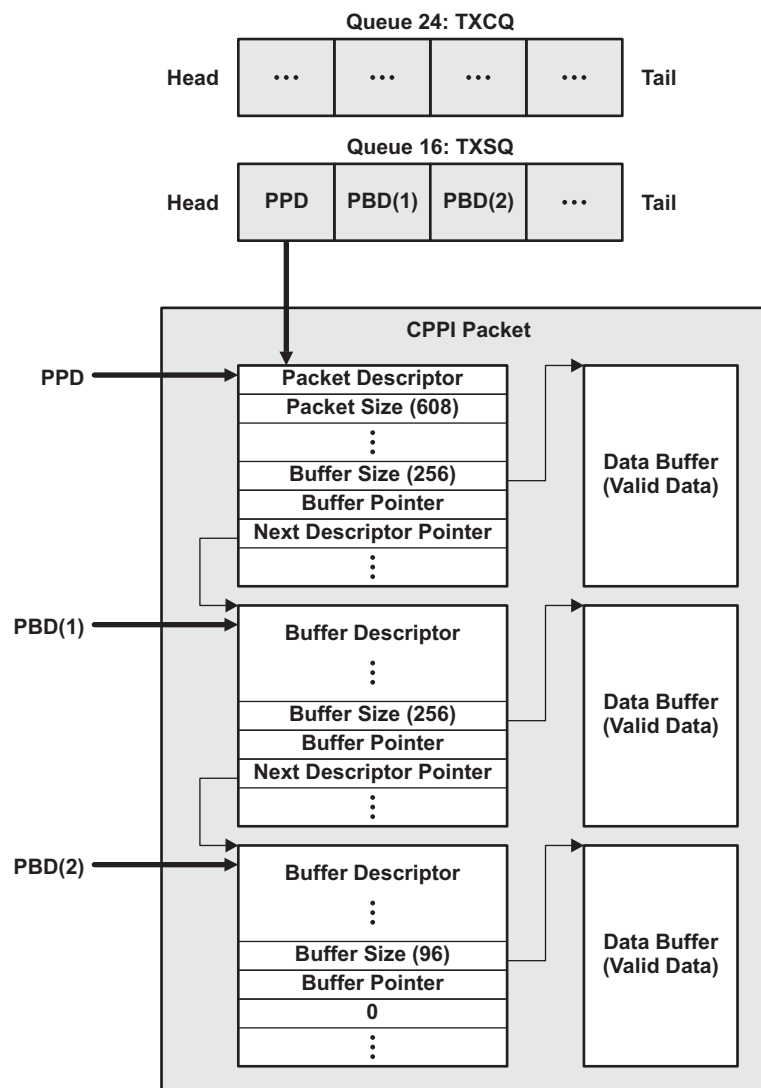 Queue 24: TXCQ
Head ... ... ... ... Tail
Queue 16: TXSQ
Head PPD PBD(1) PBD(2) ... Tail
CPPI Packet
PPD
Packet Descriptor
Packet Size (608)
Buffer Size (256)
Buffer Pointer
Next Descriptor Pointer
Data Buffer
(Valid Data)
PBD(1)
Buffer Descriptor
Buffer Size (256)
Buffer Pointer
Next Descriptor Pointer
Data Buffer
(Valid Data)
PBD(2)
Buffer Descriptor
Buffer Size (96)
Buffer Pointer
0
Data Buffer
(Valid Data)